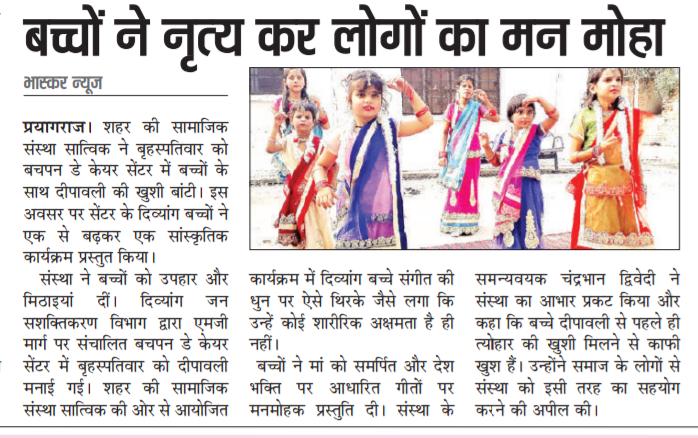 बच्चों ने नृत्य कर लोगों का मन मोहा
भास्कर न्यूज
प्रयागराज। शहर की सामाजिक
संस्था सात्विक ने बृहस्पतिवार को
बचपन डे केयर सेंटर में बच्चों के
साथ दीपावली की खुशी बांटी। इस
अवसर पर सेंटर के दिव्यांग बच्चों ने
एक से बढ़कर एक सांस्कृतिक
कार्यक्रम प्रस्तुत किया।
संस्था ने बच्चों को उपहार और
मिठाइयां दीं। दिव्यांग जन
सशक्तिकरण विभाग द्वारा एमजी
मार्ग पर संचालित बचपन डे केयर
सेंटर में बृहस्पतिवार को दीपावली
मनाई गई। शहर की सामाजिक
संस्था सात्विक की ओर से आयोजित
कार्यक्रम में दिव्यांग बच्चे संगीत की
धुन पर ऐसे थिरके जैसे लगा कि
उन्हें कोई शारीरिक अक्षमता है ही
नहीं।
बच्चों ने मां को समर्पित और देश
भक्ति पर आधारित गीतों पर
मनमोहक प्रस्तुति दी। संस्था के
समन्यवयक चंद्रभान द्विवेदी ने
संस्था का आभार प्रकट किया और
कहा कि बच्चे दीपावली से पहले ही
त्योहार की खुशी मिलने से काफी
खुश हैं। उन्होंने समाज के लोगों से
संस्था को इसी तरह का सहयोग
करने की अपील की।